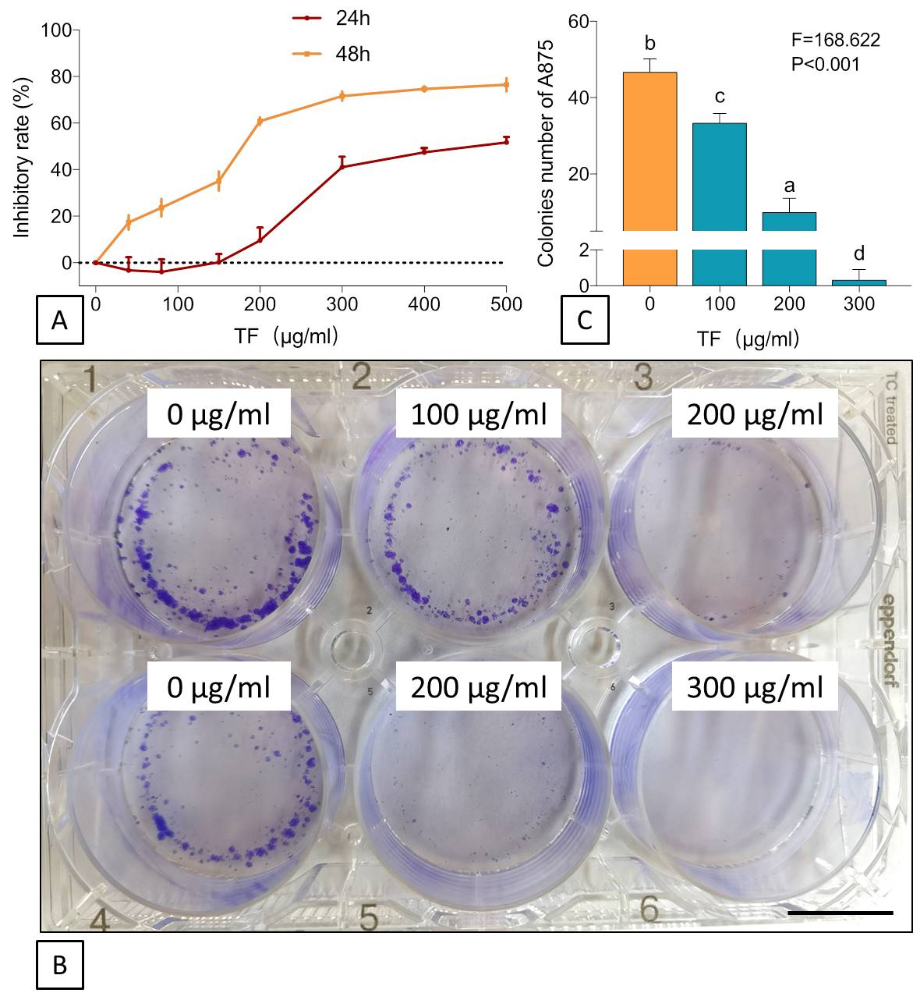 24h
48h
100
80
60
40
20
0
Inhibitory rate (%)
0 100 200 300 400 500
TF (μg/ml)
A
60
40
20
2
0
Colonies number of A875
F=168.622
P<0.001
b
c
a
d
0 100 200 300
TF (μg/ml)
C
1 2 3
TC treated
0 μg/ml 100 μg/ml 200 μg/ml
2 3
eppendorf
0 μg/ml 200 μg/ml 300 μg/ml
5 6
4 5 6
B